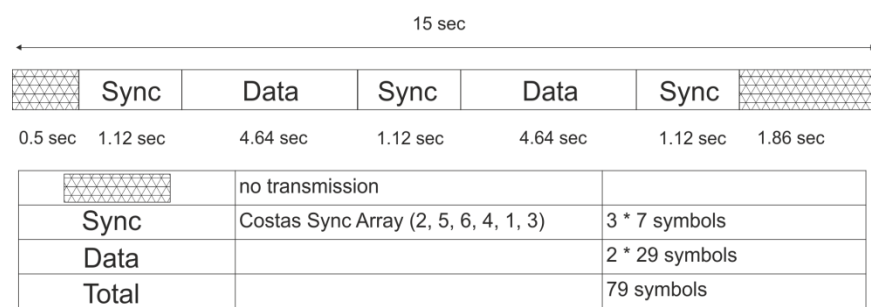 15 sec
Sync Data Sync Data Sync
0.5 sec 1.12 sec 4.64 sec 1.12 sec 4.64 sec 1.12 sec 1.86 sec
no transmission
Sync Costas Sync Array (2, 5, 6, 4, 1, 3) 3 * 7 symbols
Data 2 * 29 symbols
Total 79 symbols